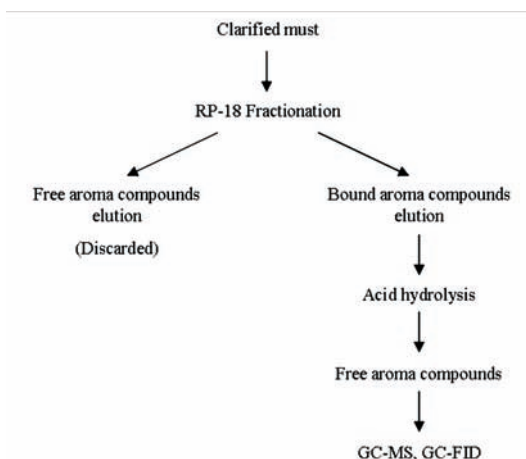 Clarified must
RP-18 Fractionation
Free aroma compounds
elution
(Discarded)
Bound aroma compounds
elution
Acid hydrolysis
Free aroma compounds
GC-MS, GC-FID